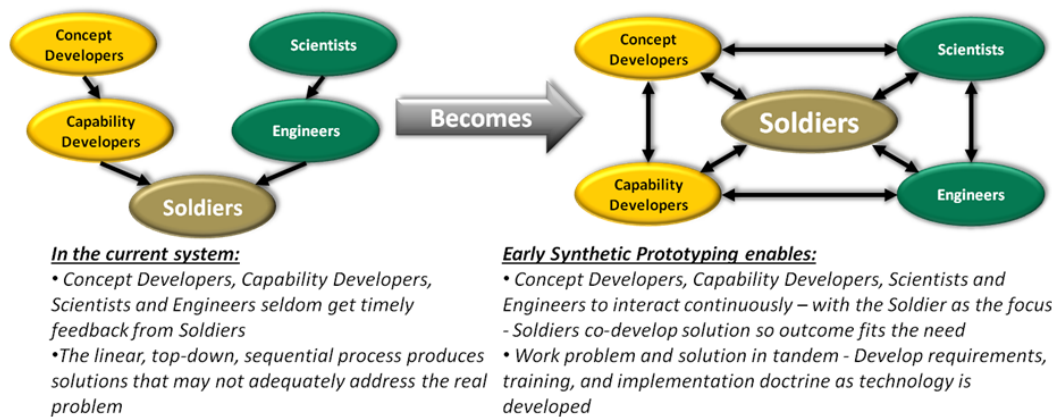 Concept
Developers
Scientists
Capability
Developers
Engineers
Soldiers
Becomes
Concept
Developers
Scientists
Soldiers
Capability
Developers
Engineers
In the current system:
• Concept Developers, Capability Developers,
Scientists and Engineers seldom get timely
feedback from Soldiers
•The linear, top-down, sequential process produces
solutions that may not adequately address the real
problem
Early Synthetic Prototyping enables:
• Concept Developers, Capability Developers, Scientists and
Engineers to interact continuously – with the Soldier as the focus
- Soldiers co-develop solution so outcome fits the need
• Work problem and solution in tandem - Develop requirements,
training, and implementation doctrine as technology is
developed